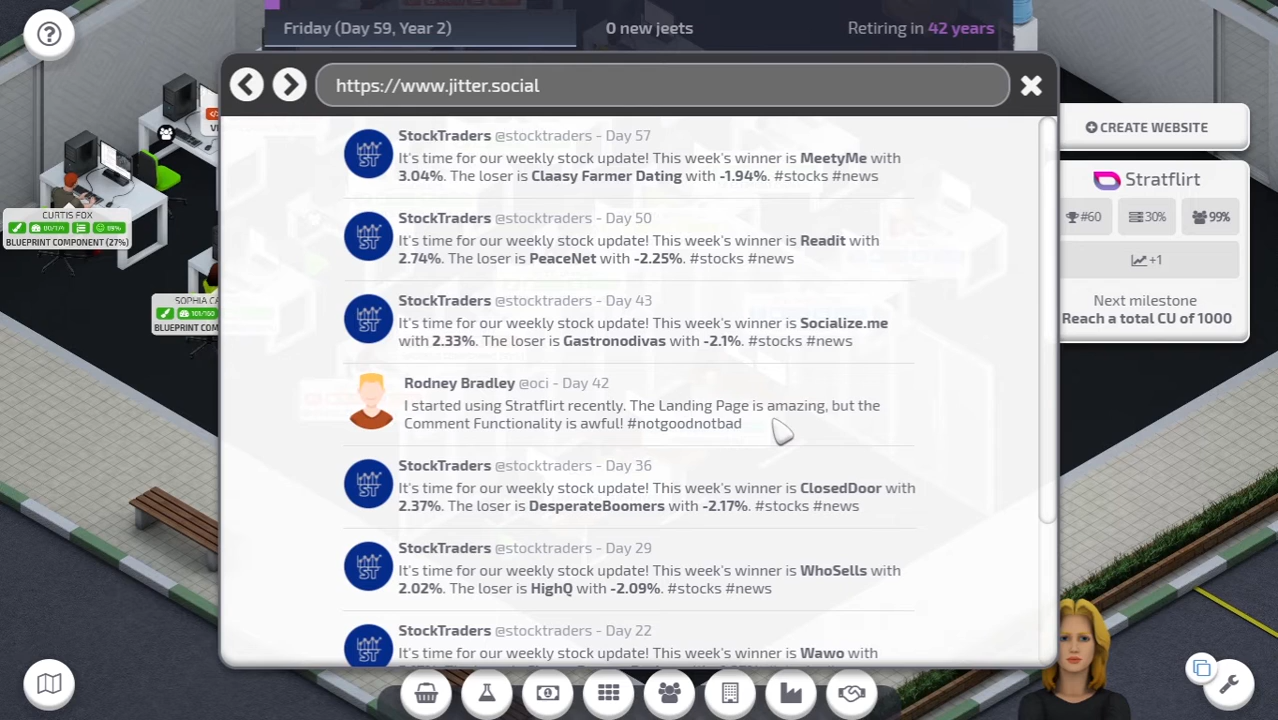 Friday (Day 59, Year 2)
0 new jeets
Retiring in 42 years
https://www.jitter.social
StockTraders @stocktraders - Day 57
It's time for our weekly stock update! This week's winner is MeetyMe with
3.04%. The loser is Claasy Farmer Dating with -1.94%. #stocks #news
StockTraders @stocktraders - Day 50
It's time for our weekly stock update! This week's winner is Readit with
2.74%. The loser is PeaceNet with -2.25%. #stocks #news
StockTraders @stocktraders - Day 43
It's time for our weekly stock update! This week's winner is Socialize.me
with 2.33%. The loser is Gastronodivas with -2.1%. #stocks #news
Rodney Bradley @oci - Day 42
I started using Stratflirt recently. The Landing Page is amazing, but the
Comment Functionality is awful! #notgoodnotbad
StockTraders @stocktraders - Day 36
It's time for our weekly stock update! This week's winner is ClosedDoor with
2.37%. The loser is DesperateBoomers with -2.17%. #stocks #news
StockTraders @stocktraders - Day 29
It's time for our weekly stock update! This week's winner is WhoSells with
2.02%. The loser is HighQ with -2.09%. #stocks #news
StockTraders @stocktraders - Day 22
It's time for our weekly stock update! This week's winner is Wawo with
CREATE WEBSITE
Stratflirt
#60
30%
99%
+1
Next milestone
Reach a total CU of 1000
CURTIS FOX
89%
BLUEPRINT COMPONENT (27%)
SOPHIA CA
101/160
BLUEPRINT COM